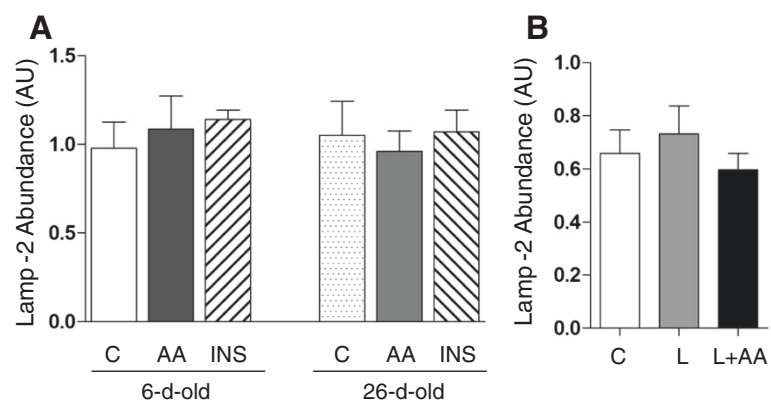 A
Lamp -2 Abundance (AU)
1.5
1.0
0.5
0.0
C AA INS C AA INS
6-d-old 26-d-old
B
Lamp -2 Abundance (AU)
1.0
0.8
0.6
0.4
0.2
0.0
C L L+AA